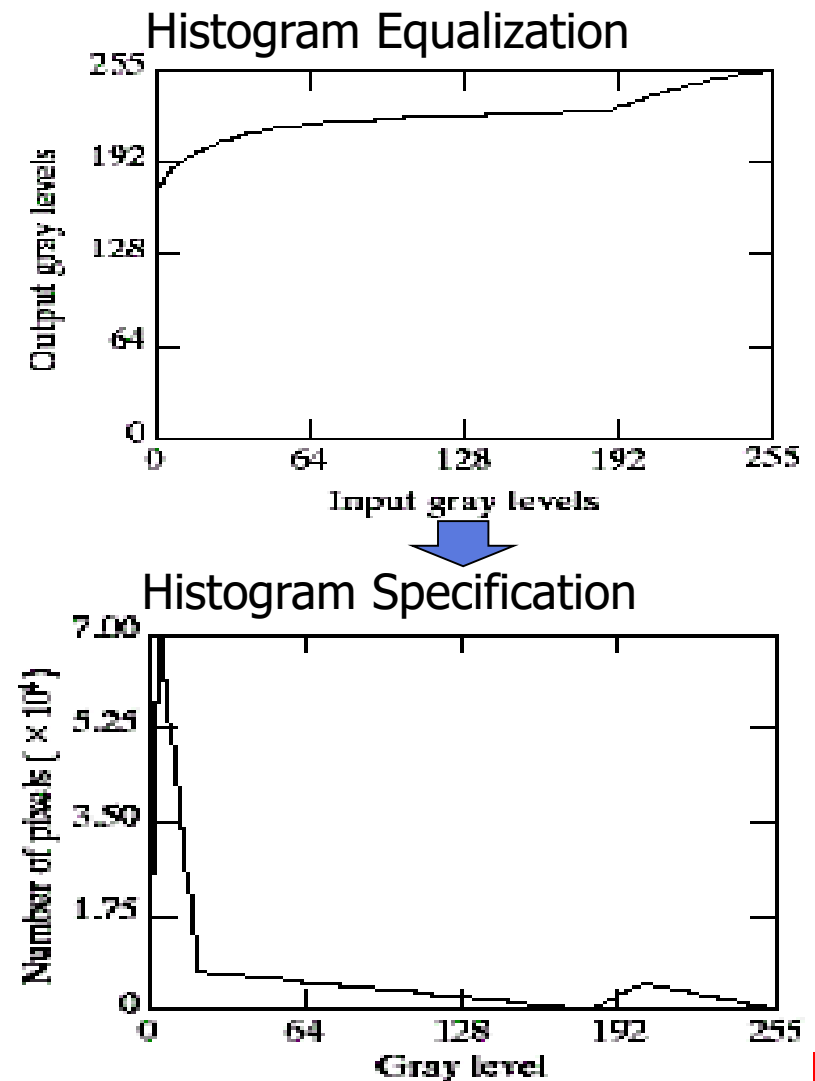 Histogram Equalization
255
192
128
64
0
Output gray levels
0 64 128 192 255
Input gray levels
Histogram Specification
7.00
5.25
3.50
1.75
0
Number of pixels ( × 10⁴)
0 64 128 192 255
Gray level